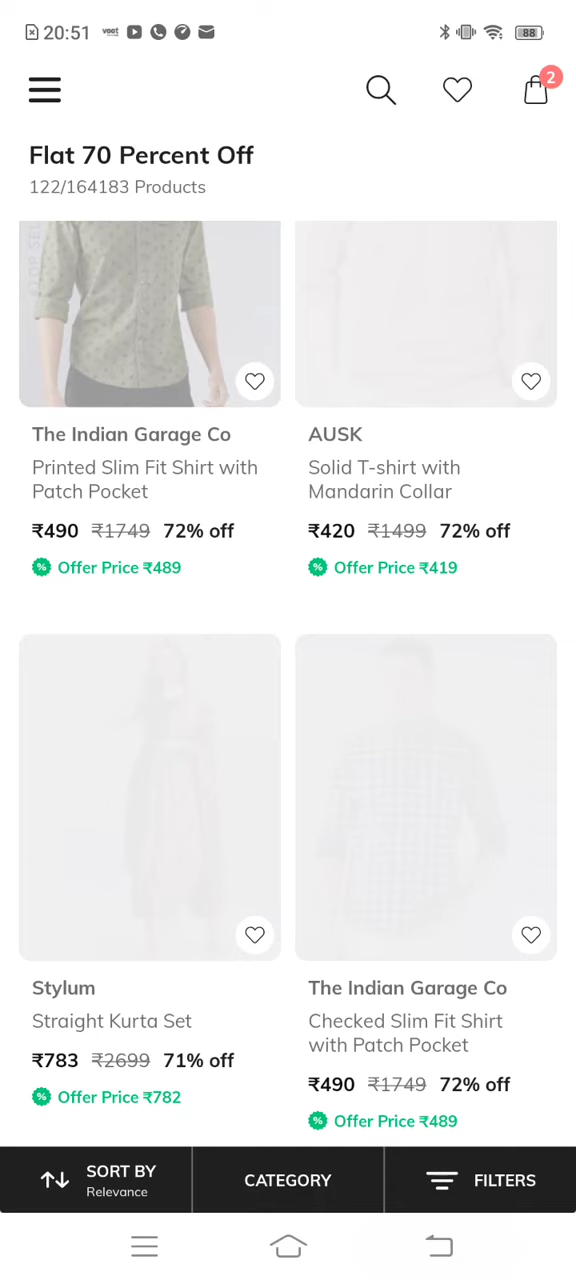 20:51
voot
88
2
Flat 70 Percent Off
122/164183 Products
The Indian Garage Co
Printed Slim Fit Shirt with
Patch Pocket
₹490 ₹1749 72% off
% Offer Price ₹489
AUSK
Solid T-shirt with
Mandarin Collar
₹420 ₹1499 72% off
% Offer Price ₹419
Stylum
Straight Kurta Set
₹783 ₹2699 71% off
% Offer Price ₹782
The Indian Garage Co
Checked Slim Fit Shirt
with Patch Pocket
₹490 ₹1749 72% off
% Offer Price ₹489
SORT BY
Relevance
CATEGORY
FILTERS